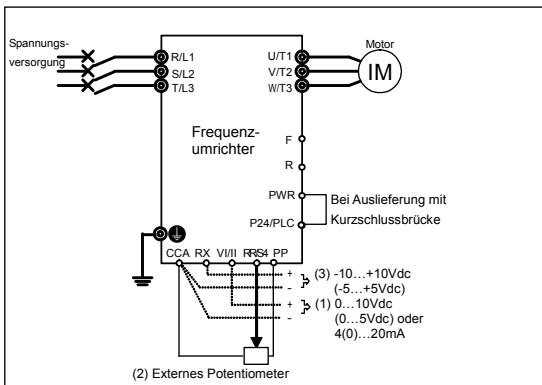 Spannungs-
versorgung
R/L1
S/L2
T/L3
U/T1
V/T2
W/T3
Motor
IM
Frequenz-
umrichter
F
R
PWR
P24/PLC
Bei Auslieferung mit
Kurzschlussbrücke
CCA RX VI/II RR/S4 PP
+ (3) -10…+10Vdc
- (-5…+5Vdc)
+ (1) 0…10Vdc
- (0…5Vdc) oder
4(0)…20mA
(2) Externes Potentiometer